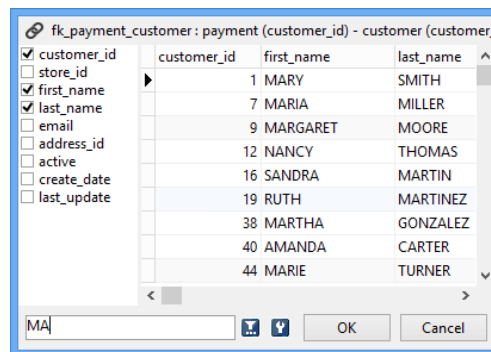 fk_payment_customer : payment (customer_id) - customer (customer_
customer_id
store_id
first_name
last_name
email
address_id
active
create_date
last_update
customer_id first_name last_name
1 MARY SMITH
7 MARIA MILLER
9 MARGARET MOORE
12 NANCY THOMAS
16 SANDRA MARTIN
19 RUTH MARTINEZ
38 MARTHA GONZALEZ
40 AMANDA CARTER
44 MARIE TURNER
MA OK Cancel